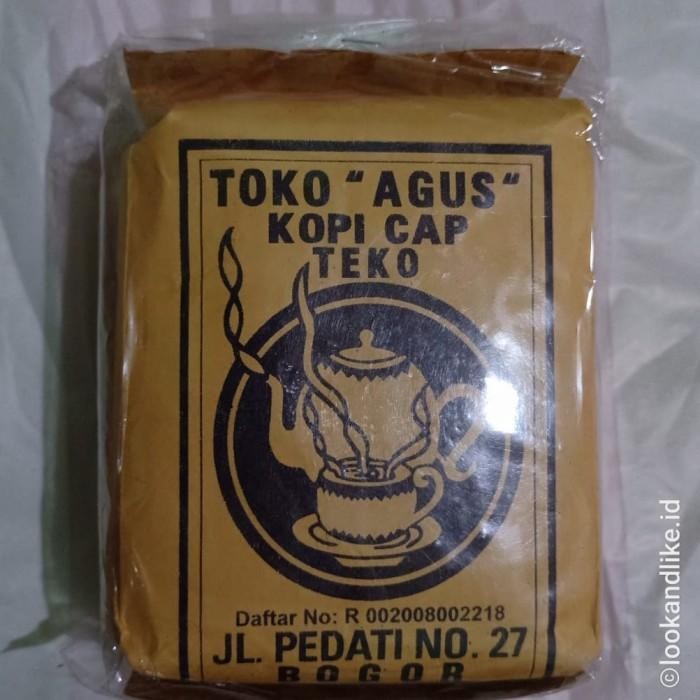 TOKO "AGUS"
KOPI CAP
TEKO
Daftar No: R 002008002218
JL. PEDATI NO. 27
BOGOR
©lookandlike.id